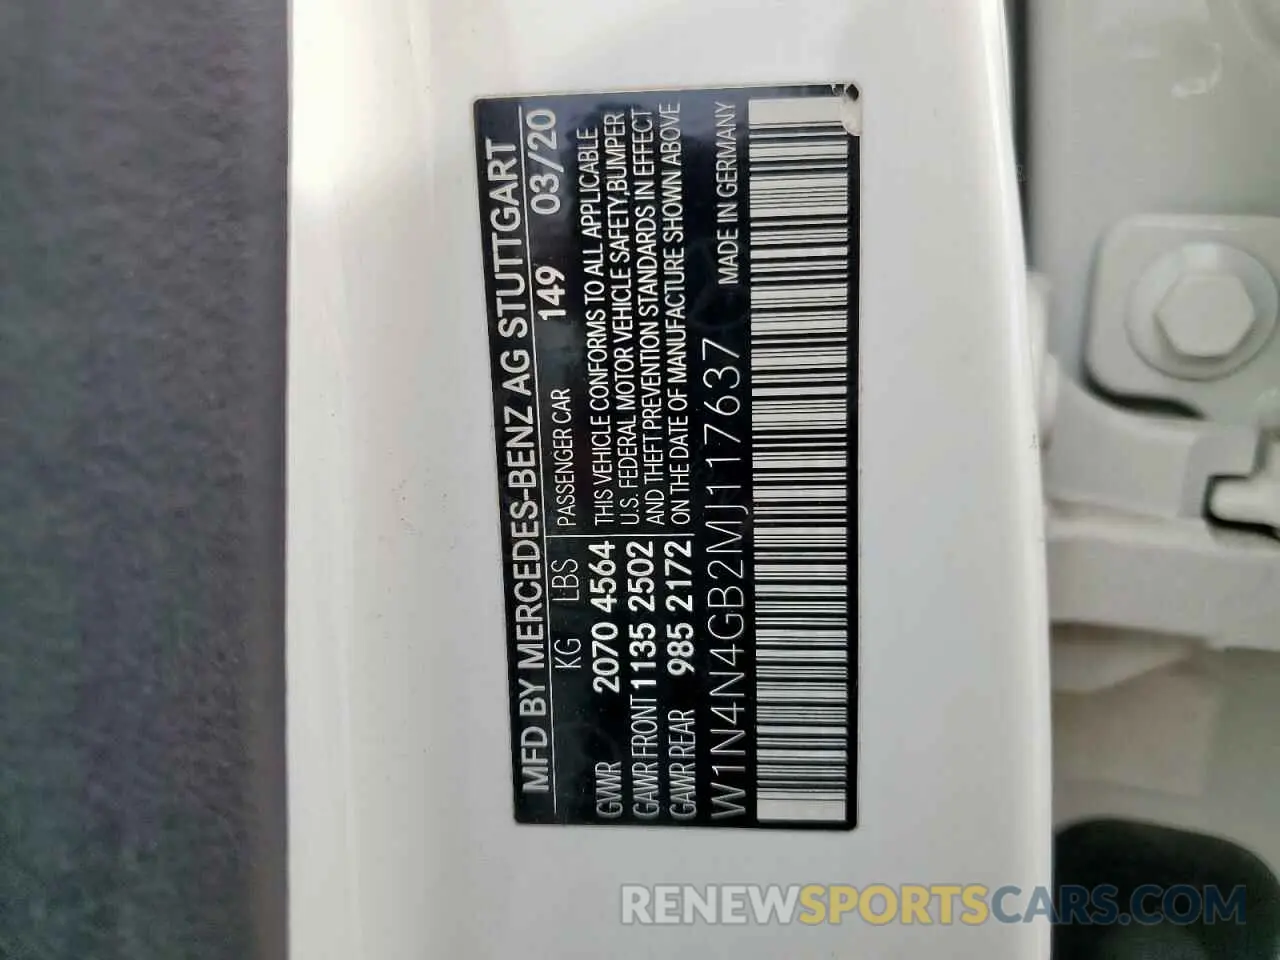 MFD BY MERCEDES-BENZ AG STUTTGART
KG LBS PASSENGER CAR 149 03/20
GVWR 2070 4564 THIS VEHICLE CONFORMS TO ALL APPLICABLE
GAWR FRONT 1135 2502 U.S. FEDERAL MOTOR VEHICLE SAFETY,BUMPER
AND THEFT PREVENTION STANDARDS IN EFFECT
GAWR REAR 985 2172 ON THE DATE OF MANUFACTURE SHOWN ABOVE
W1N4N4GB2MJ117637 MADE IN GERMANY
RENEWSPORTSCARS.COM